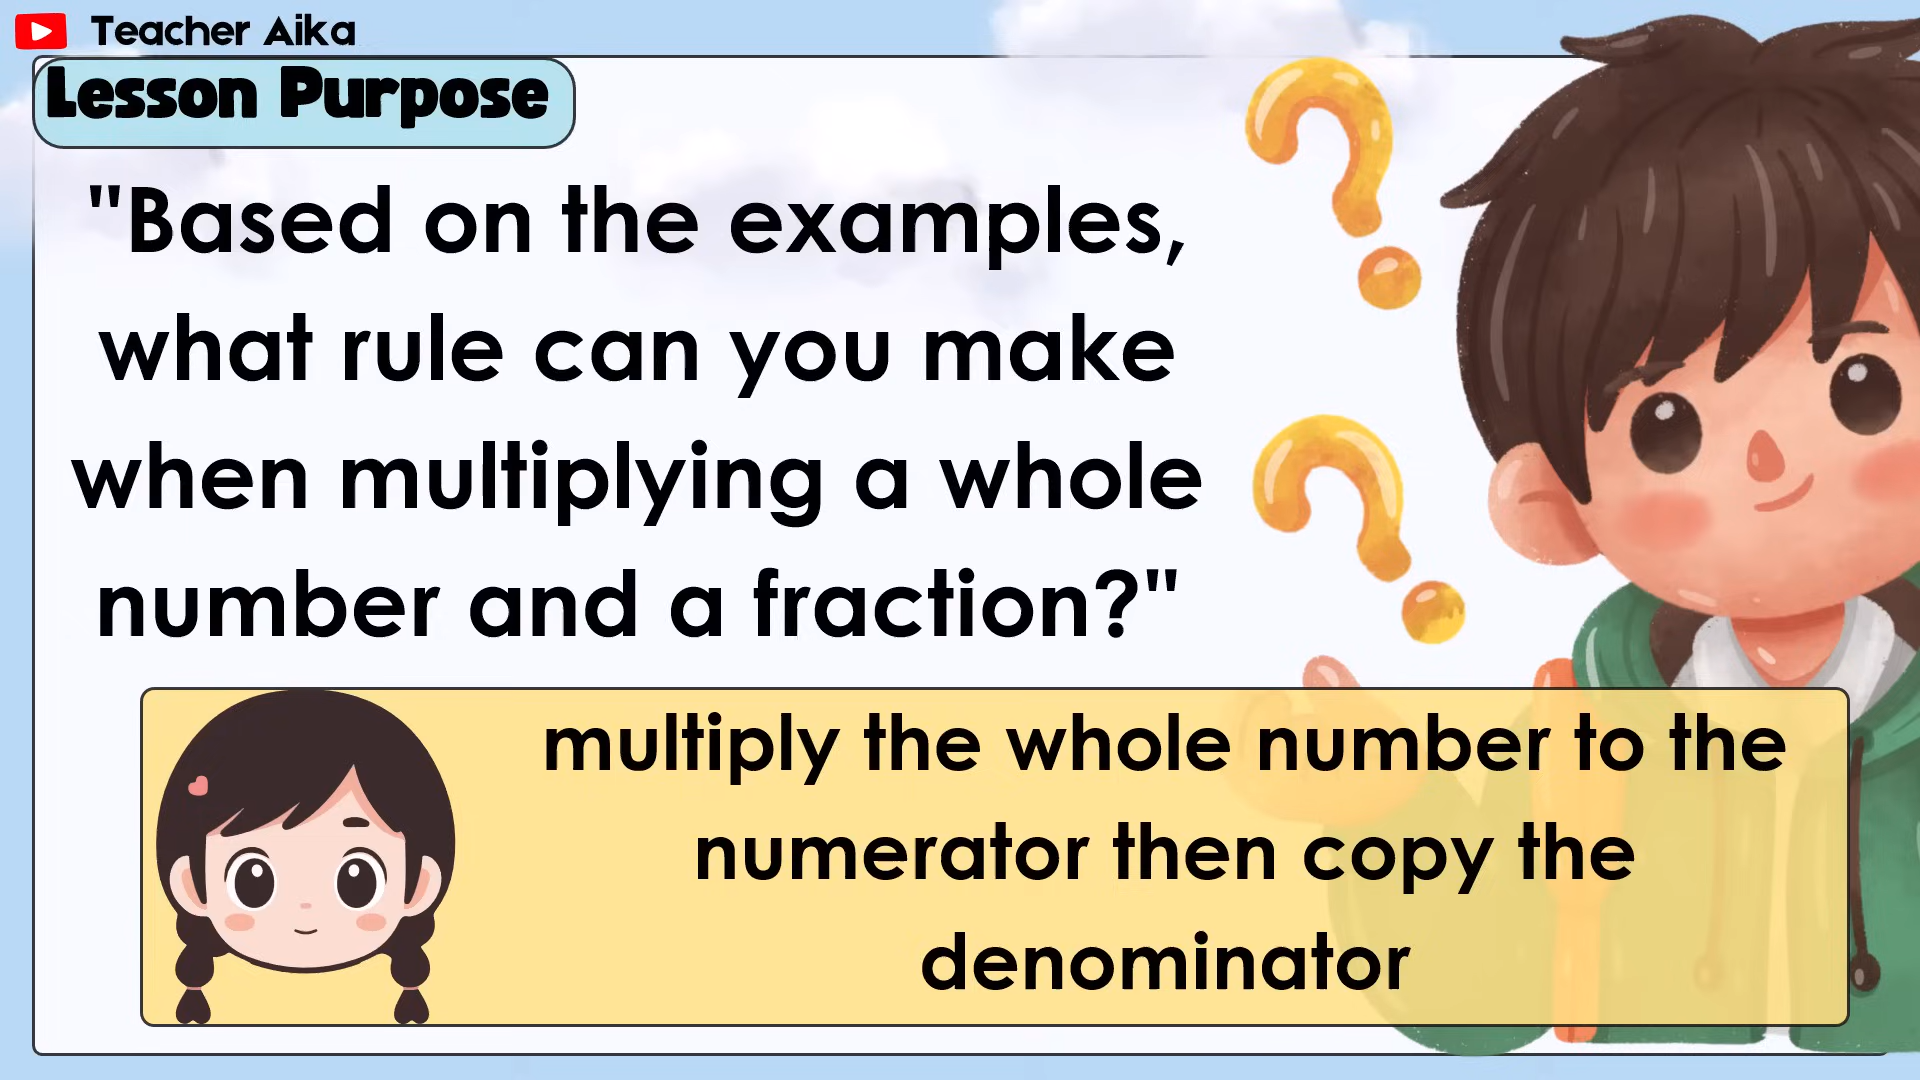 Teacher Aika
Lesson Purpose
"Based on the examples,
what rule can you make
when multiplying a whole
number and a fraction?"
multiply the whole number to the
numerator then copy the
denominator